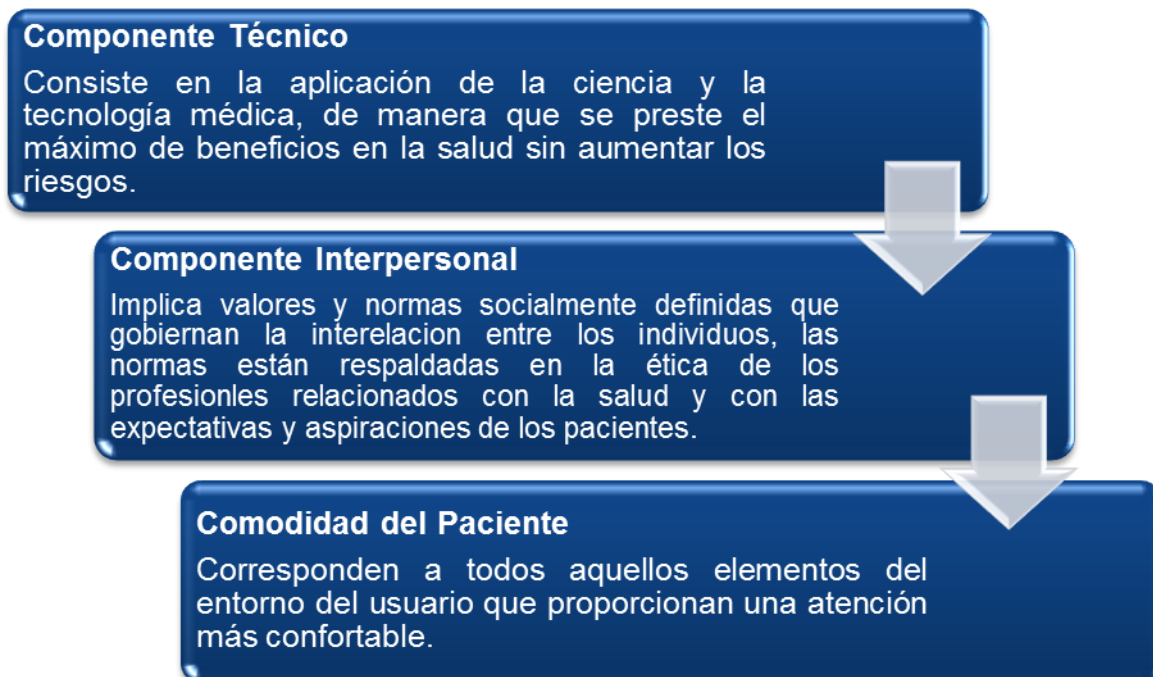 Componente Técnico
Consiste en la aplicación de la ciencia y la
tecnología médica, de manera que se preste el
máximo de beneficios en la salud sin aumentar los
riesgos.
Componente Interpersonal
Implica valores y normas socialmente definidas que
gobiernan la interelacion entre los individuos, las
normas están respaldadas en la ética de los
profesionles relacionados con la salud y con las
expectativas y aspiraciones de los pacientes.
Comodidad del Paciente
Corresponden a todos aquellos elementos del
entorno del usuario que proporcionan una atención
más confortable.